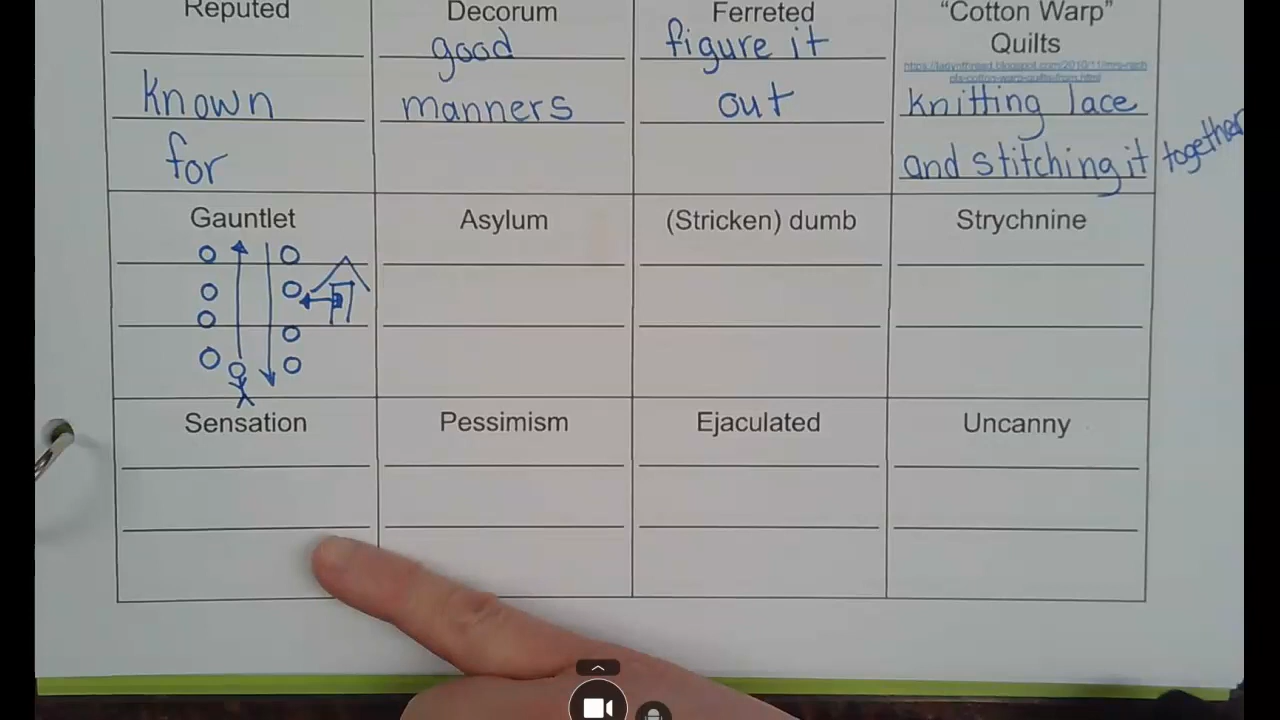 Reputed
Decorum
Ferreted
“Cotton Warp”
Quilts
good
figure it
known
manners
out
knitting lace
for
and stitching it together
Gauntlet
Asylum
(Stricken) dumb
Strychnine
Sensation
Pessimism
Ejaculated
Uncanny